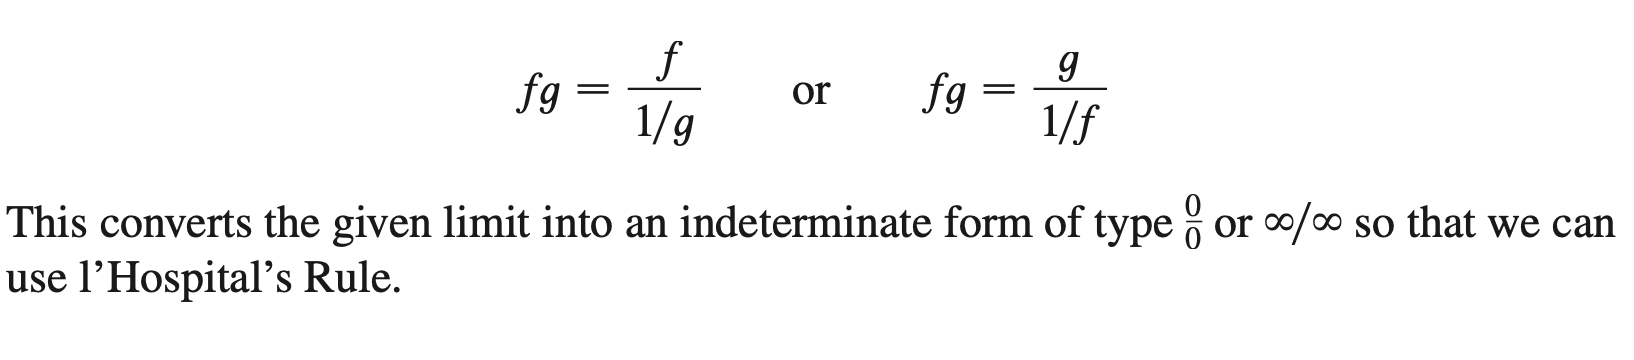 fg = f/(1/g) or fg = g/(1/f)
This converts the given limit into an indeterminate form of type 0/0 or ∞/∞ so that we can
use l’Hospital’s Rule.